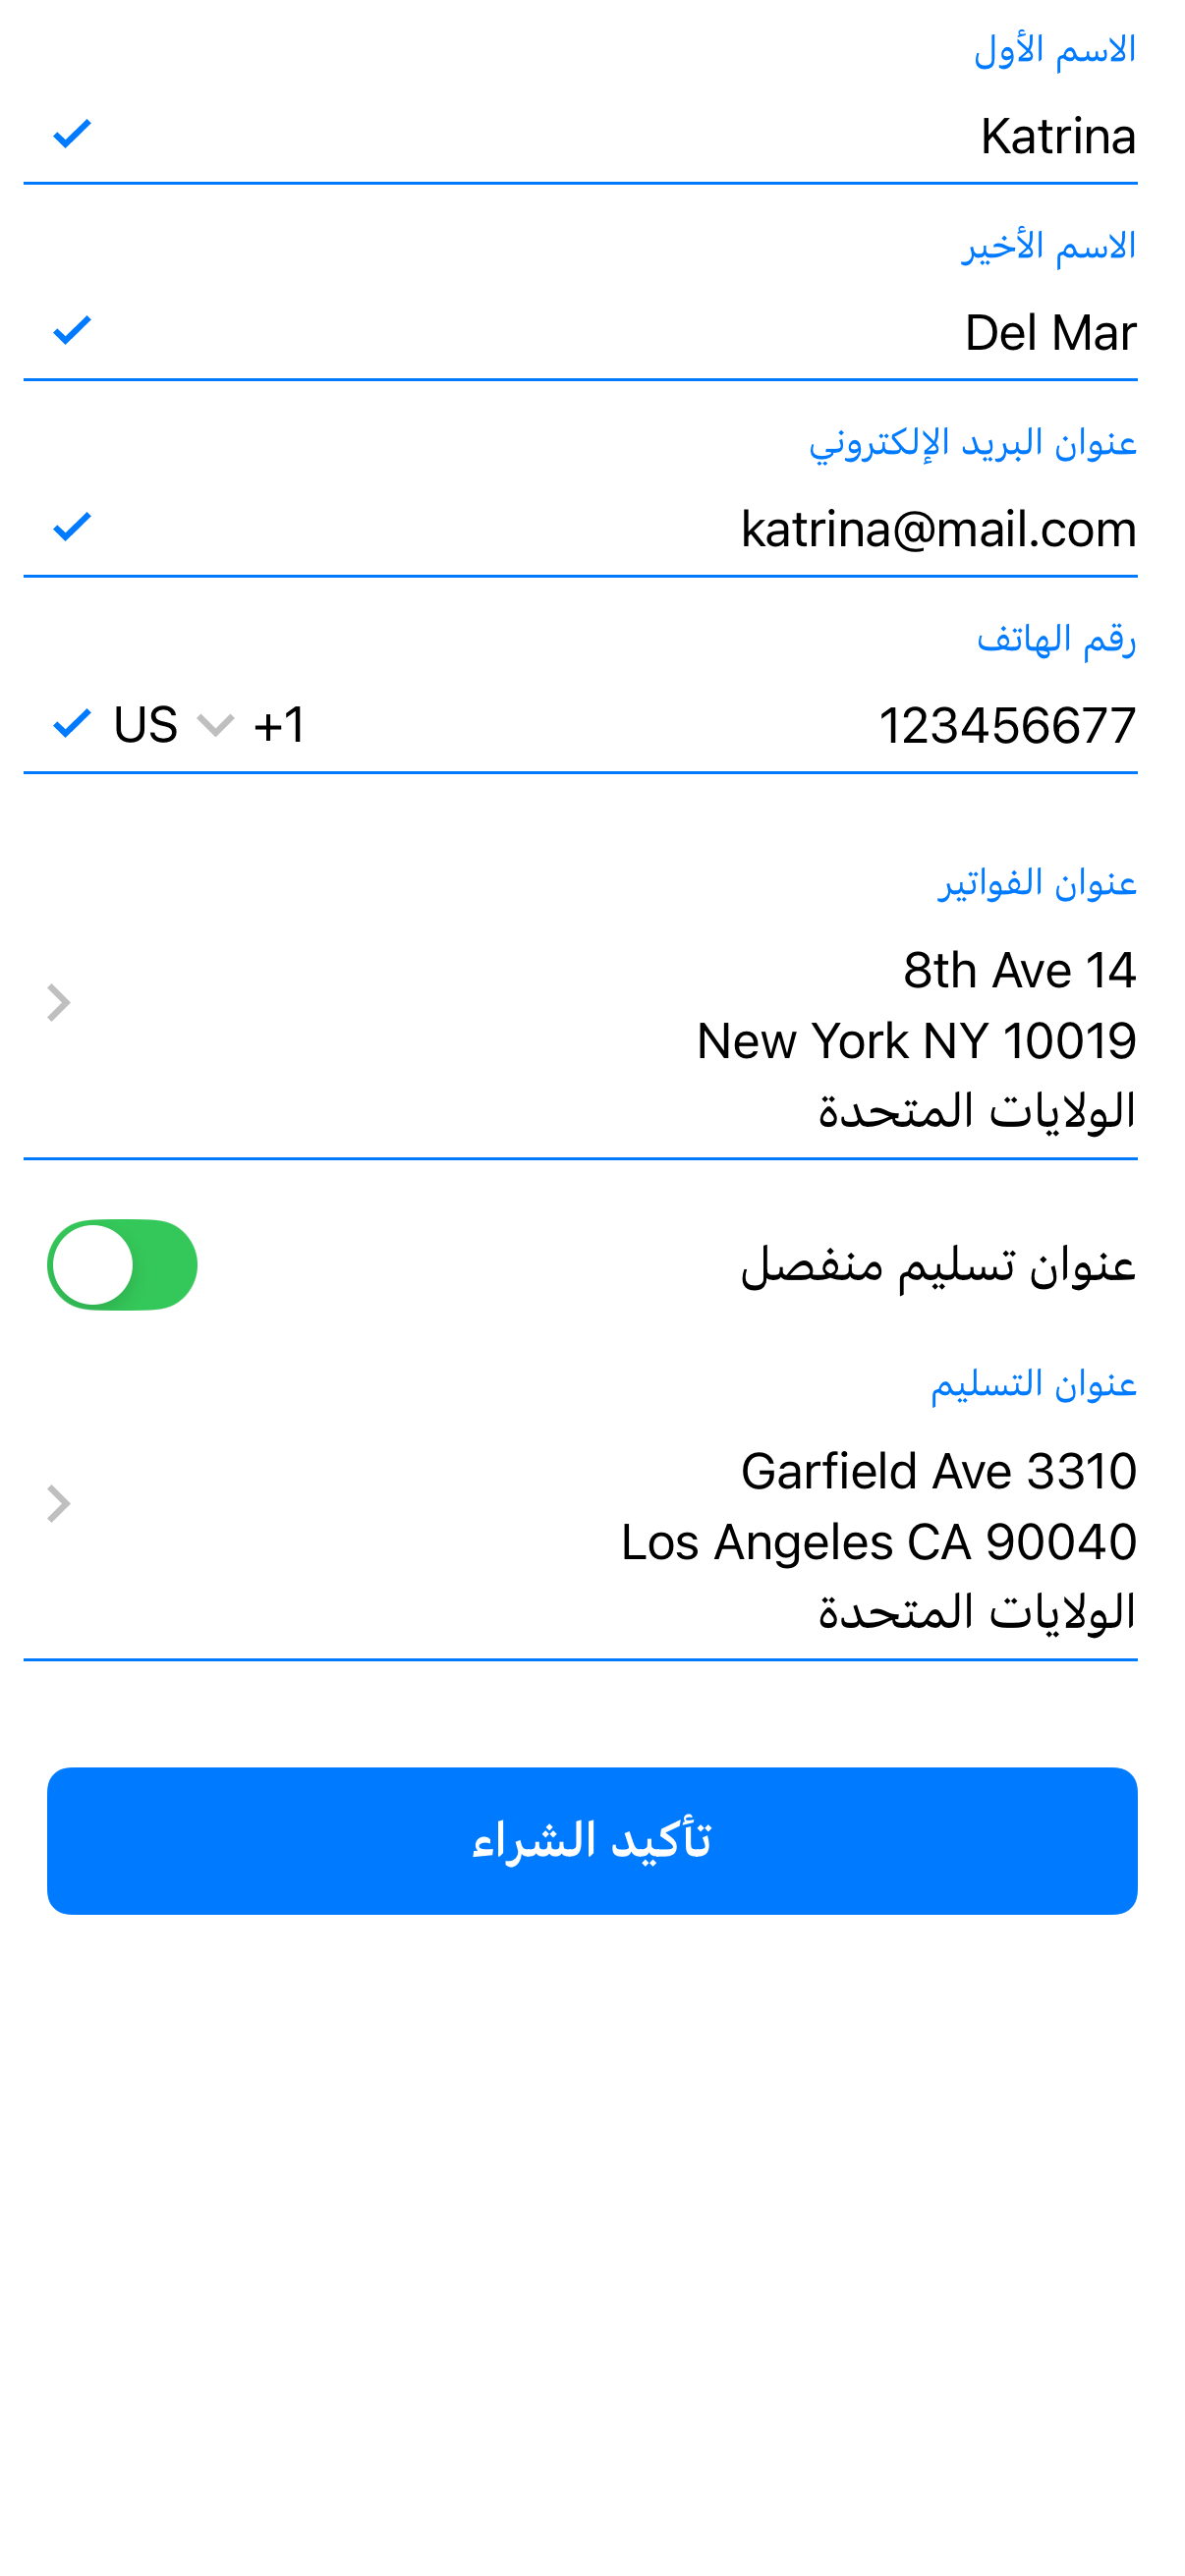 الاسم الأول
Katrina
الاسم الأخير
Del Mar
عنوان البريد الإلكتروني
katrina@mail.com
رقم الهاتف
123456677
US +1
عنوان الفواتير
8th Ave 14
New York NY 10019
الولايات المتحدة
عنوان تسليم منفصل
عنوان التسليم
Garfield Ave 3310
Los Angeles CA 90040
الولايات المتحدة
تأكيد الشراء